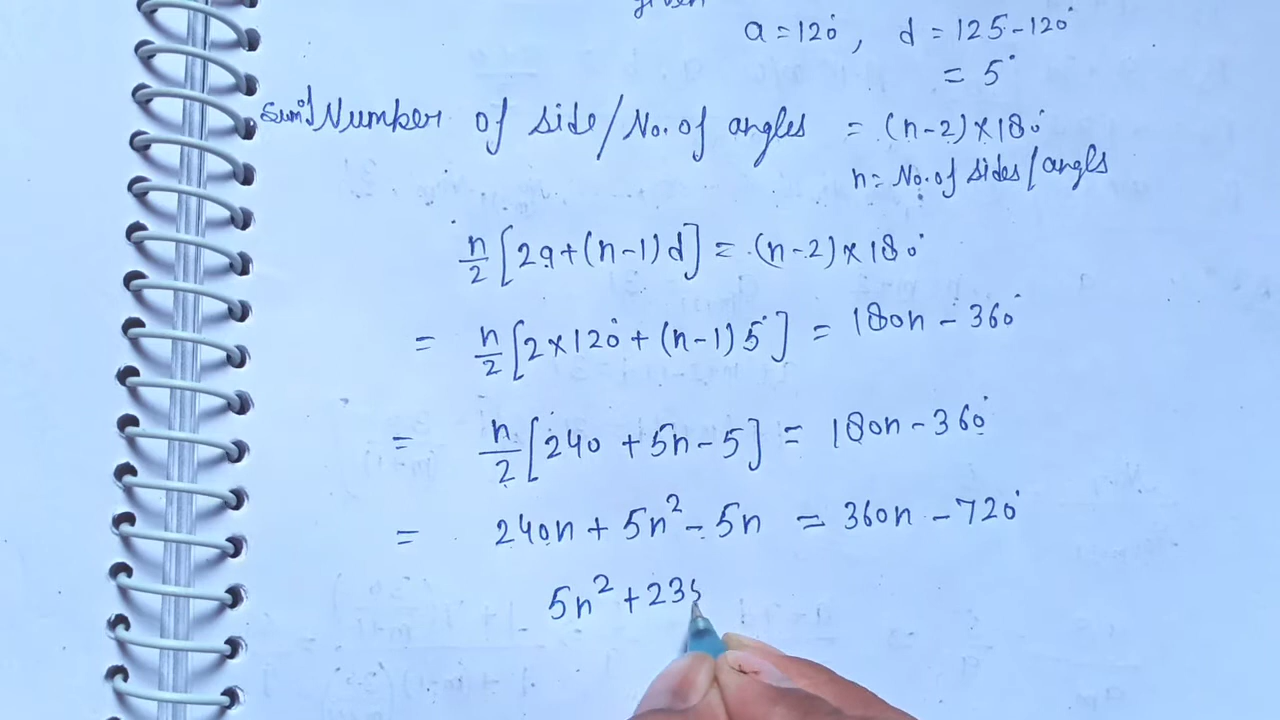 given
a = 120°, d = 125 - 120°
= 5°
sum of Number of side/No. of angles = (n-2)×180°
n = No. of sides/angls
n/2 [2a+(n-1)d] = (n-2)×180°
= n/2 [2×120°+(n-1)5°] = 180n - 360°
= n/2 [240 + 5n - 5] = 180n - 360°
= 240n + 5n² - 5n = 360n - 720°
5n² + 235